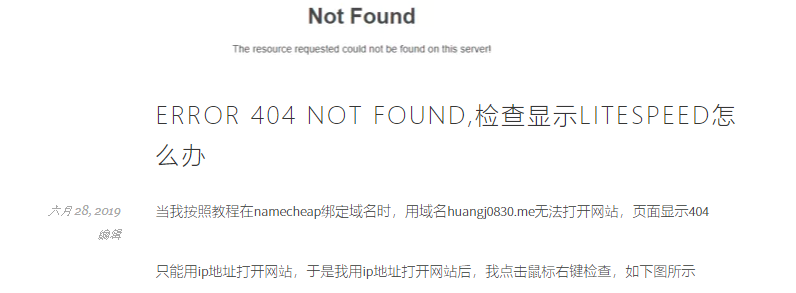 Not Found
The resource requested could not be found on this server!
ERROR 404 NOT FOUND,检查显示LITESPEED怎
么办
六月 28, 2019
编辑
当我按照教程在namecheap绑定域名时，用域名huangj0830.me无法打开网站，页面显示404
只能用ip地址打开网站，于是我用ip地址打开网站后，我点击鼠标右键检查，如下图所示